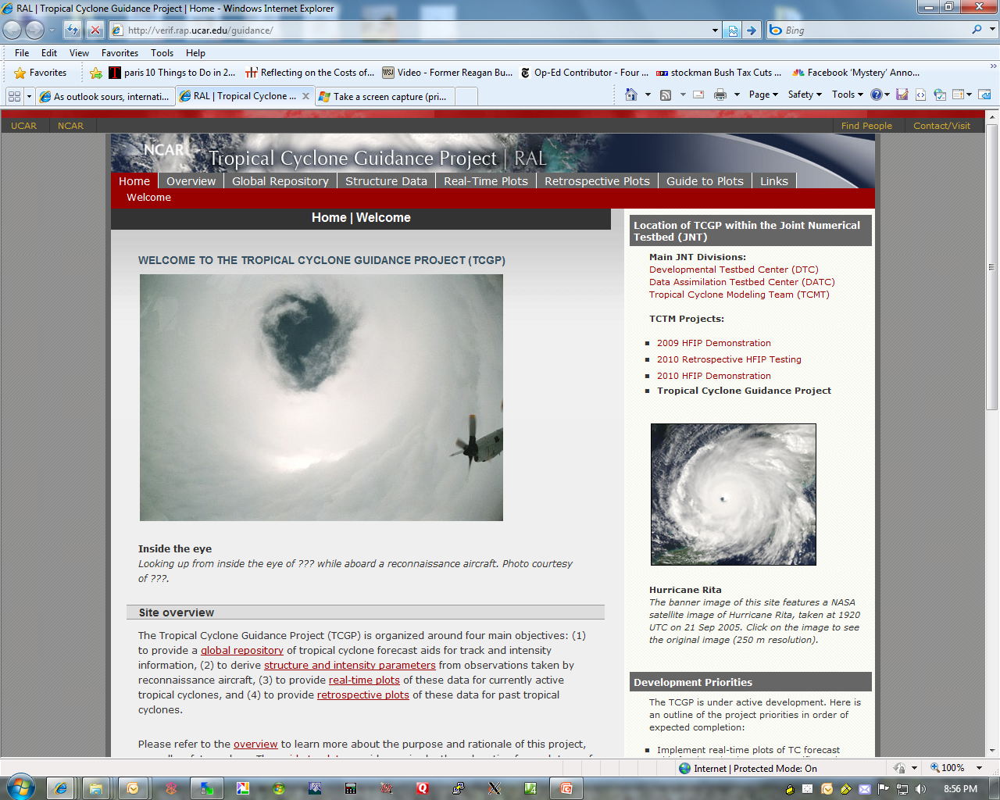 RAL | Tropical Cyclone Guidance Project | Home - Windows Internet Explorer
http://verif.rap.ucar.edu/guidance/
Bing
File Edit View Favorites Tools Help
Favorites
paris 10 Things to Do in 2...
Reflecting on the Costs of...
WSJ
Video - Former Reagan Bu...
Op-Ed Contributor - Four ...
stockman Bush Tax Cuts ...
Facebook 'Mystery' Anno...
As outlook sours, internati...
RAL | Tropical Cyclone ...
Take a screen capture (pri...
Page Safety Tools
UCAR NCAR Find People Contact/Visit
NCAR
Tropical Cyclone Guidance Project | RAL
Home Overview Global Repository Structure Data Real-Time Plots Retrospective Plots Guide to Plots Links
Welcome
Home | Welcome
WELCOME TO THE TROPICAL CYCLONE GUIDANCE PROJECT (TCGP)
Inside the eye
Looking up from inside the eye of ??? while aboard a reconnaissance aircraft. Photo courtesy
of ???.
Site overview
The Tropical Cyclone Guidance Project (TCGP) is organized around four main objectives: (1)
to provide a global repository of tropical cyclone forecast aids for track and intensity
information, (2) to derive structure and intensity parameters from observations taken by
reconnaissance aircraft, (3) to provide real-time plots of these data for currently active
tropical cyclones, and (4) to provide retrospective plots of these data for past tropical
cyclones.
Please refer to the overview to learn more about the purpose and rationale of this project,
Location of TCGP within the Joint Numerical
Testbed (JNT)
Main JNT Divisions:
Developmental Testbed Center (DTC)
Data Assimilation Testbed Center (DATC)
Tropical Cyclone Modeling Team (TCMT)
TCTM Projects:
2009 HFIP Demonstration
2010 Retrospective HFIP Testing
2010 HFIP Demonstration
Tropical Cyclone Guidance Project
Hurricane Rita
The banner image of this site features a NASA
satellite image of Hurricane Rita, taken at 1920
UTC on 21 Sep 2005. Click on the image to see
the original image (250 m resolution).
Development Priorities
The TCGP is under active development. Here is
an outline of the project priorities in order of
expected completion:
Implement real-time plots of TC forecast
Internet | Protected Mode: On
100%
8:56 PM